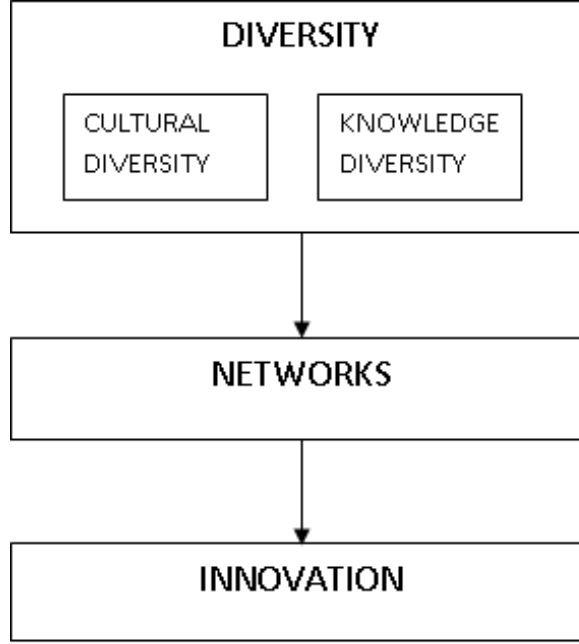 DIVERSITY
CULTURAL
DIVERSITY
KNOWLEDGE
DIVERSITY
NETWORKS
INNOVATION